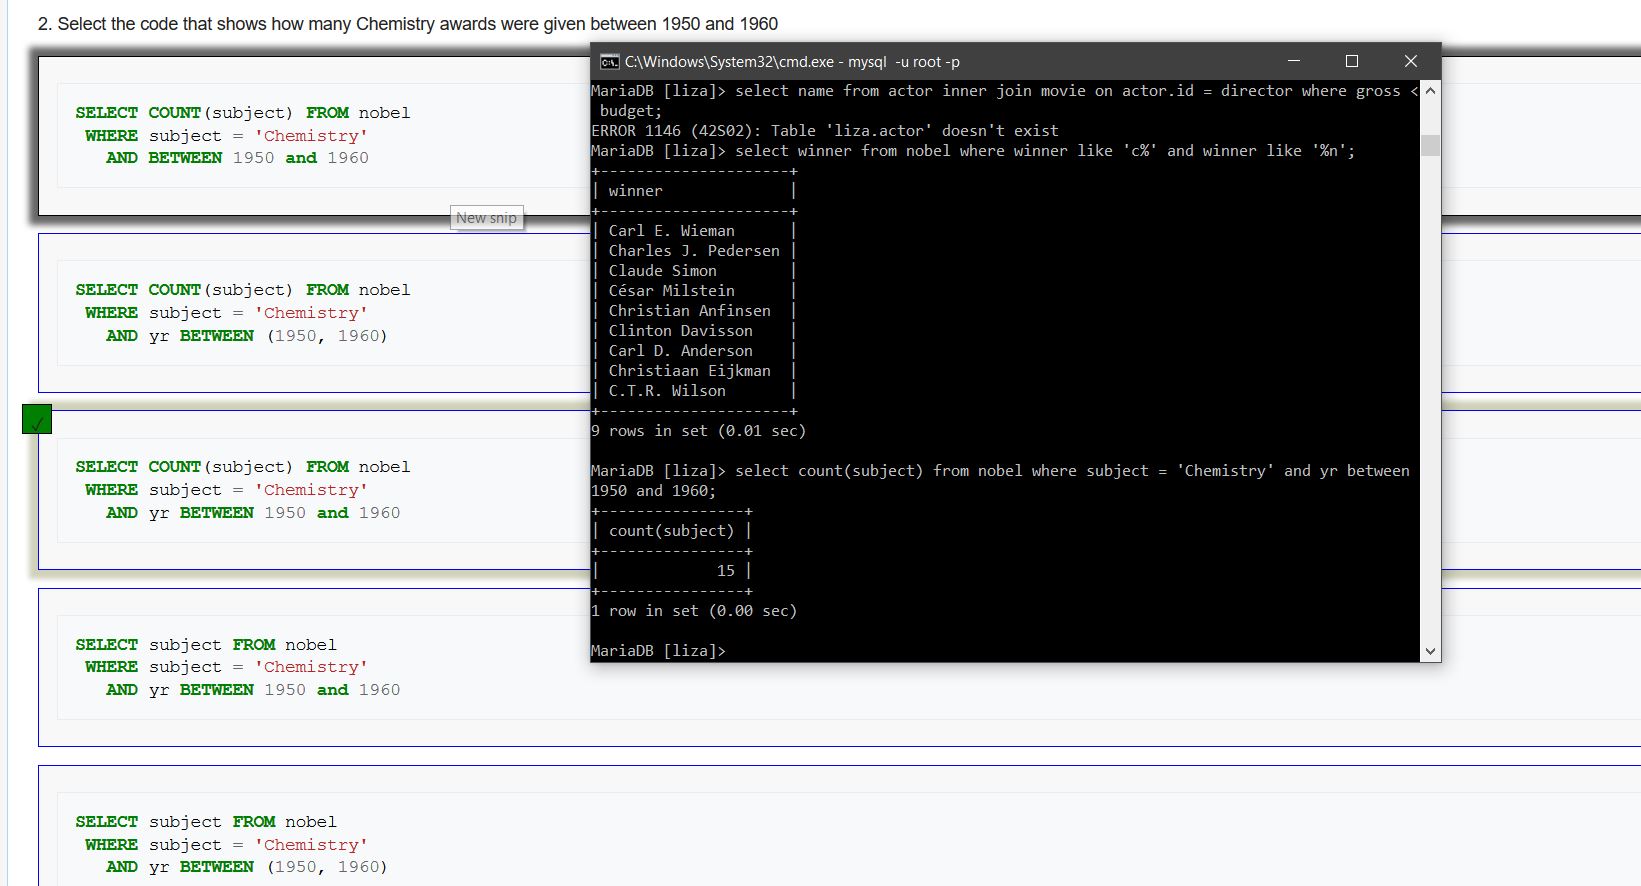 2. Select the code that shows how many Chemistry awards were given between 1950 and 1960
SELECT COUNT(subject) FROM nobel
WHERE subject = 'Chemistry'
AND BETWEEN 1950 and 1960
New snip
SELECT COUNT(subject) FROM nobel
WHERE subject = 'Chemistry'
AND yr BETWEEN (1950, 1960)
SELECT COUNT(subject) FROM nobel
WHERE subject = 'Chemistry'
AND yr BETWEEN 1950 and 1960
SELECT subject FROM nobel
WHERE subject = 'Chemistry'
AND yr BETWEEN 1950 and 1960
SELECT subject FROM nobel
WHERE subject = 'Chemistry'
AND yr BETWEEN (1950, 1960)
C:\Windows\System32\cmd.exe - mysql -u root -p
MariaDB [liza]> select name from actor inner join movie on actor.id = director where gross <
budget;
ERROR 1146 (42S02): Table 'liza.actor' doesn't exist
MariaDB [liza]> select winner from nobel where winner like 'c%' and winner like '%n';
+---------------------+
| winner              |
+---------------------+
| Carl E. Wieman      |
| Charles J. Pedersen |
| Claude Simon        |
| César Milstein      |
| Christian Anfinsen  |
| Clinton Davisson    |
| Carl D. Anderson    |
| Christiaan Eijkman  |
| C.T.R. Wilson       |
+---------------------+
9 rows in set (0.01 sec)
MariaDB [liza]> select count(subject) from nobel where subject = 'Chemistry' and yr between
1950 and 1960;
+----------------+
| count(subject) |
+----------------+
|             15 |
+----------------+
1 row in set (0.00 sec)
MariaDB [liza]>